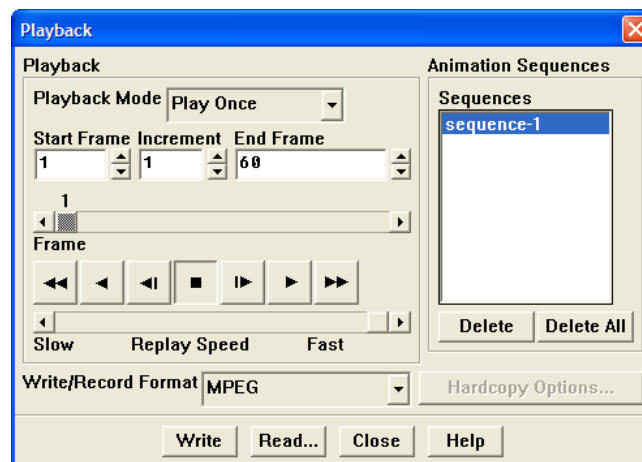 Playback
Playback
Animation Sequences
Playback Mode Play Once
Sequences
sequence-1
Start Frame Increment End Frame
1 1 60
1
Frame
Slow Replay Speed Fast
Delete Delete All
Write/Record Format MPEG
Hardcopy Options...
Write Read... Close Help